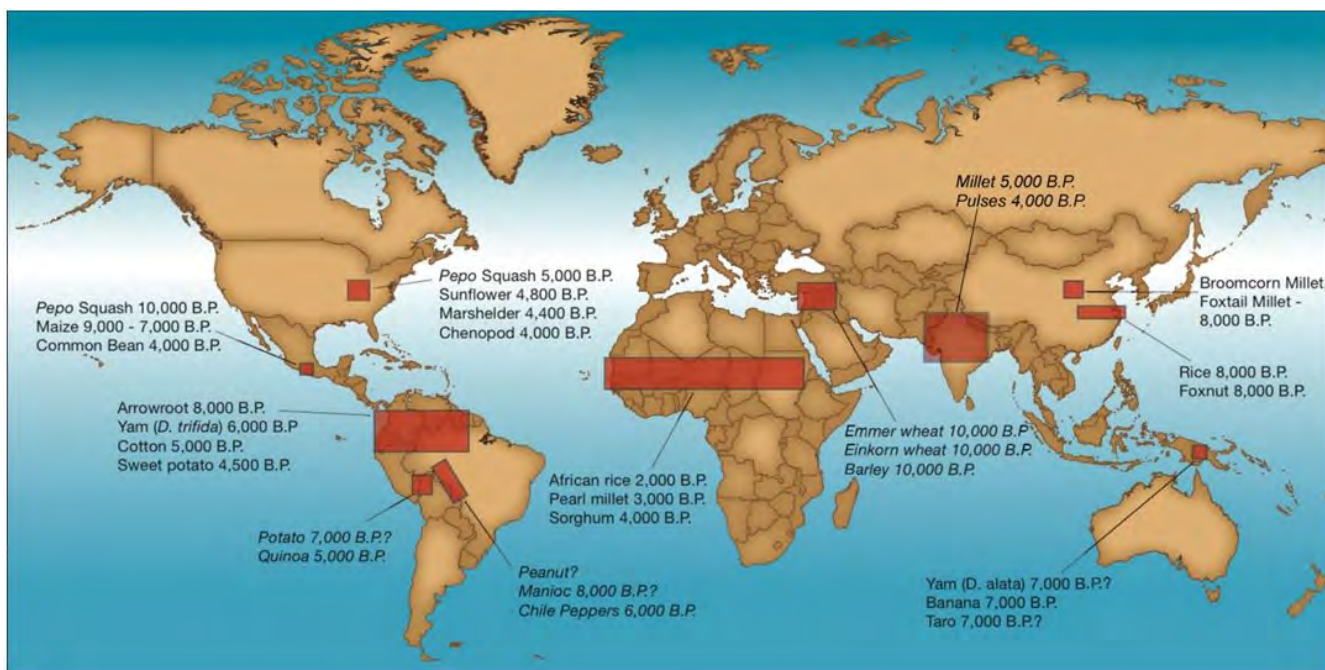 Millet 5,000 B.P.
Pulses 4,000 B.P.
Pepo Squash 5,000 B.P.
Sunflower 4,800 B.P.
Marshelder 4,400 B.P.
Chenopod 4,000 B.P.
Broomcorn Millet
Foxtail Millet -
8,000 B.P.
Pepo Squash 10,000 B.P.
Maize 9,000 - 7,000 B.P.
Common Bean 4,000 B.P.
Rice 8,000 B.P.
Foxnut 8,000 B.P.
Arrowroot 8,000 B.P.
Yam (D. trifida) 6,000 B.P
Cotton 5,000 B.P.
Sweet potato 4,500 B.P.
Emmer wheat 10,000 B.P
Einkorn wheat 10,000 B.P.
Barley 10,000 B.P.
African rice 2,000 B.P.
Pearl millet 3,000 B.P.
Sorghum 4,000 B.P.
Potato 7,000 B.P.?
Quinoa 5,000 B.P.
Peanut?
Manioc 8,000 B.P.?
Chile Peppers 6,000 B.P.
Yam (D. alata) 7,000 B.P.?
Banana 7,000 B.P.
Taro 7,000 B.P.?